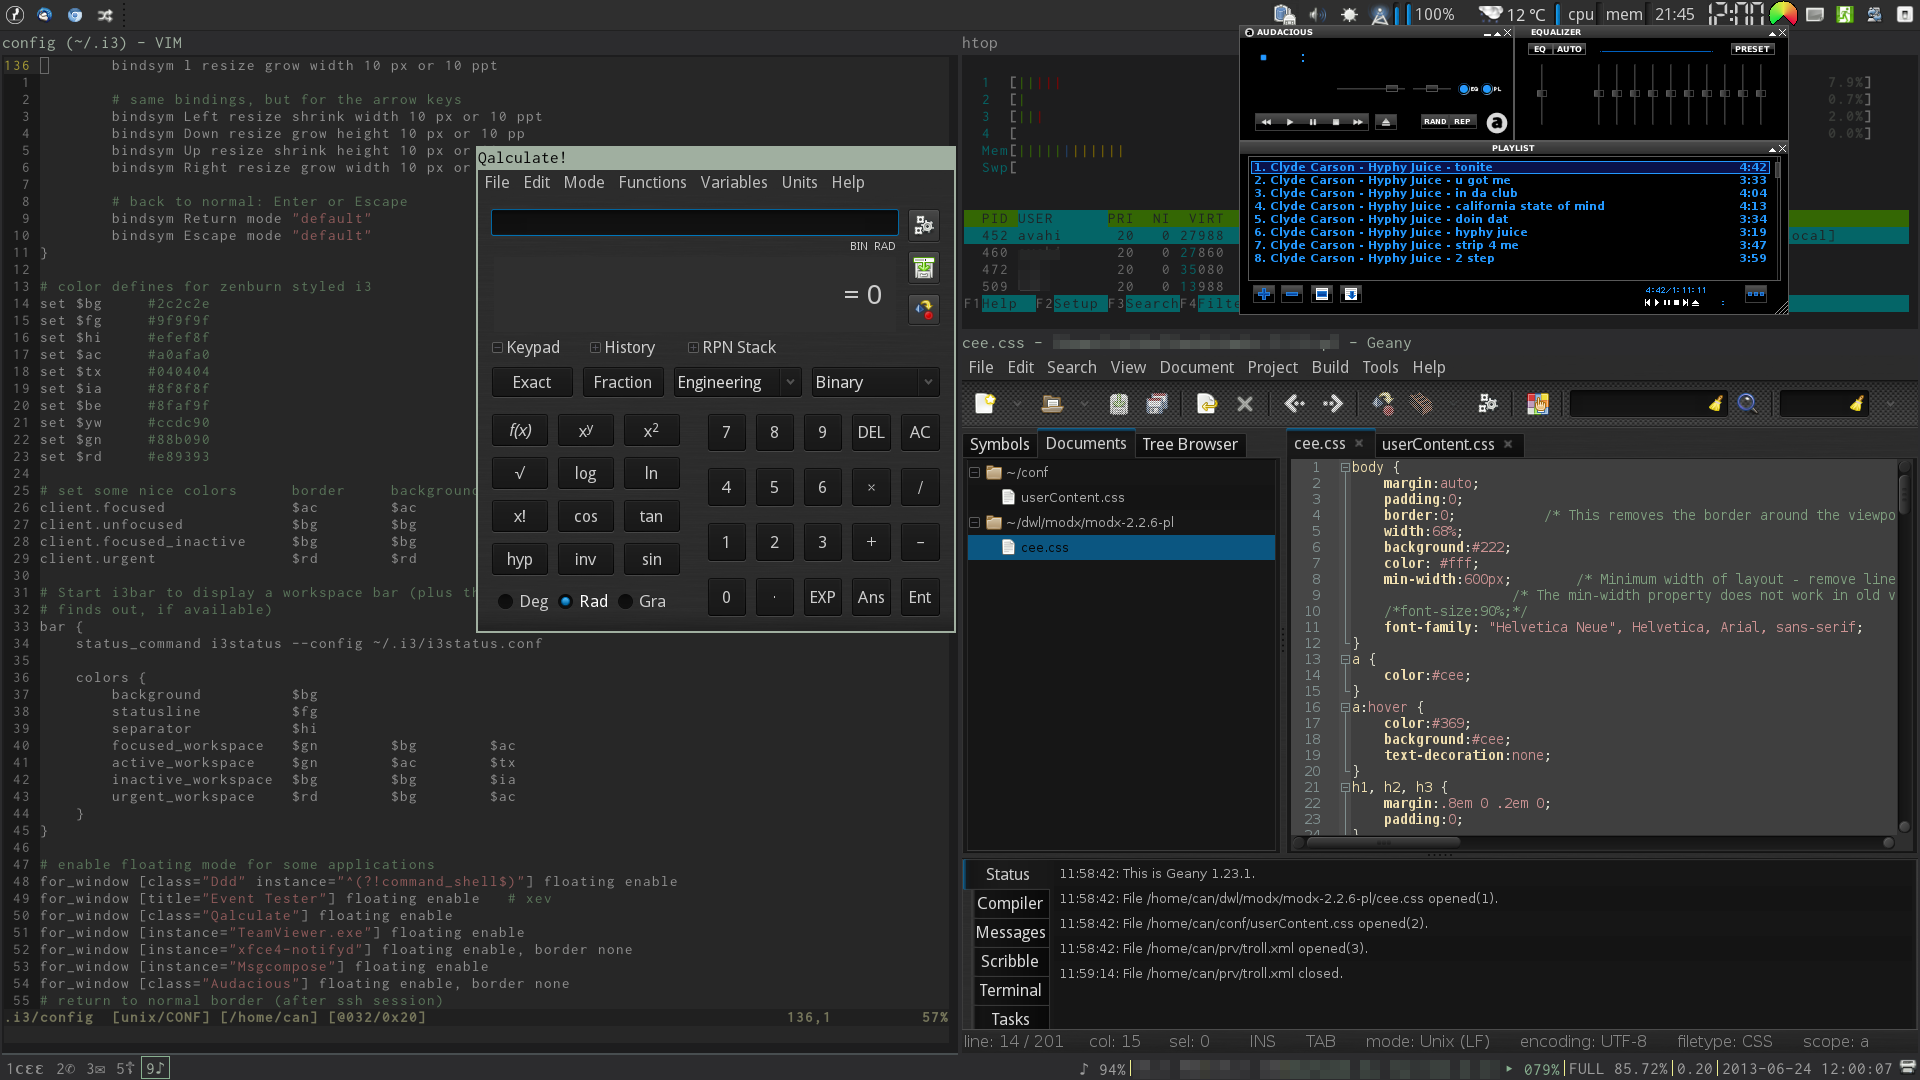 100% 12 °C cpu mem 21:45 12:00
config (~/.i3) - VIM
136 bindsym l resize grow width 10 px or 10 ppt
1
2 # same bindings, but for the arrow keys
3 bindsym Left resize shrink width 10 px or 10 ppt
4 bindsym Down resize grow height 10 px or 10 pp
5 bindsym Up resize shrink height 10 px or
6 bindsym Right resize grow width 10 px or
7
8 # back to normal: Enter or Escape
9 bindsym Return mode "default"
10 bindsym Escape mode "default"
11 }
12
13 # color defines for zenburn styled i3
14 set $bg #2c2c2e
15 set $fg #9f9f9f
16 set $hi #efef8f
17 set $ac #a0afa0
18 set $tx #040404
19 set $ia #8f8f8f
20 set $be #8faf9f
21 set $yw #ccdc90
22 set $gn #88b090
23 set $rd #e89393
24
25 # set some nice colors border background
26 client.focused $ac $ac
27 client.unfocused $bg $bg
28 client.focused_inactive $bg $bg
29 client.urgent $rd $rd
30
31 # Start i3bar to display a workspace bar (plus th
32 # finds out, if available)
33 bar {
34 status_command i3status --config ~/.i3/i3status.conf
35
36 colors {
37 background $bg
38 statusline $fg
39 separator $hi
40 focused_workspace $gn $bg $ac
41 active_workspace $gn $ac $tx
42 inactive_workspace $bg $bg $ia
43 urgent_workspace $rd $bg $ac
44 }
45 }
46
47 # enable floating mode for some applications
48 for_window [class="Ddd" instance="^(?!command_shell$)"] floating enable
49 for_window [title="Event Tester"] floating enable # xev
50 for_window [class="Qalculate"] floating enable
51 for_window [instance="TeamViewer.exe"] floating enable
52 for_window [instance="xfce4-notifyd"] floating enable, border none
53 for_window [instance="Msgcompose"] floating enable
54 for_window [class="Audacious"] floating enable, border none
55 # return to normal border (after ssh session)
.i3/config [unix/CONF] [/home/can] [@032/0x20] 136,1 57%
Qalculate!
File Edit Mode Functions Variables Units Help
BIN RAD
= 0
Keypad History RPN Stack
Exact Fraction Engineering Binary
f(x) xʸ x² 7 8 9 DEL AC
√ log ln 4 5 6 × /
x! cos tan 1 2 3 + −
hyp inv sin 0 · EXP Ans Ent
Deg Rad Gra
htop
1 [ 7.9%]
2 [ 0.7%]
3 [ 2.0%]
4 [ 0.0%]
Mem[
Swp[
PID USER PRI NI VIRT
452 avahi 20 0 27988 ocal]
460 20 0 27860
472 20 0 35080
509 20 0 13988
F1Help F2Setup F3SearchF4Filte
AUDACIOUS
EQ PL
RAND REP
EQUALIZER
EQ AUTO PRESET
PLAYLIST
1. Clyde Carson - Hyphy Juice - tonite 4:42
2. Clyde Carson - Hyphy Juice - u got me 3:33
3. Clyde Carson - Hyphy Juice - in da club 4:04
4. Clyde Carson - Hyphy Juice - california state of mind 4:13
5. Clyde Carson - Hyphy Juice - doin dat 3:34
6. Clyde Carson - Hyphy Juice - hyphy juice 3:19
7. Clyde Carson - Hyphy Juice - strip 4 me 3:47
8. Clyde Carson - Hyphy Juice - 2 step 3:59
4:42/1:11:11
cee.css - - Geany
File Edit Search View Document Project Build Tools Help
Symbols Documents Tree Browser
~/conf
userContent.css
~/dwl/modx/modx-2.2.6-pl
cee.css
cee.css userContent.css
1 body {
2 margin:auto;
3 padding:0;
4 border:0; /* This removes the border around the viewpo
5 width:68%;
6 background:#222;
7 color: #fff;
8 min-width:600px; /* Minimum width of layout - remove line
9 /* The min-width property does not work in old v
10 /*font-size:90%;*/
11 font-family: "Helvetica Neue", Helvetica, Arial, sans-serif;
12 }
13 a {
14 color:#cee;
15 }
16 a:hover {
17 color:#369;
18 background:#cee;
19 text-decoration:none;
20 }
21 h1, h2, h3 {
22 margin:.8em 0 .2em 0;
23 padding:0;
24 }
Status
Compiler
Messages
Scribble
Terminal
Tasks
11:58:42: This is Geany 1.23.1.
11:58:42: File /home/can/dwl/modx/modx-2.2.6-pl/cee.css opened(1).
11:58:42: File /home/can/conf/userContent.css opened(2).
11:58:42: File /home/can/prv/troll.xml opened(3).
11:59:14: File /home/can/prv/troll.xml closed.
line: 14 / 201 col: 15 sel: 0 INS TAB mode: Unix (LF) encoding: UTF-8 filetype: CSS scope: a
1cεε 2✆ 3✉ 5 9♪ ♪ 94% 079% FULL 85.72% 0.20 2013-06-24 12:00:07